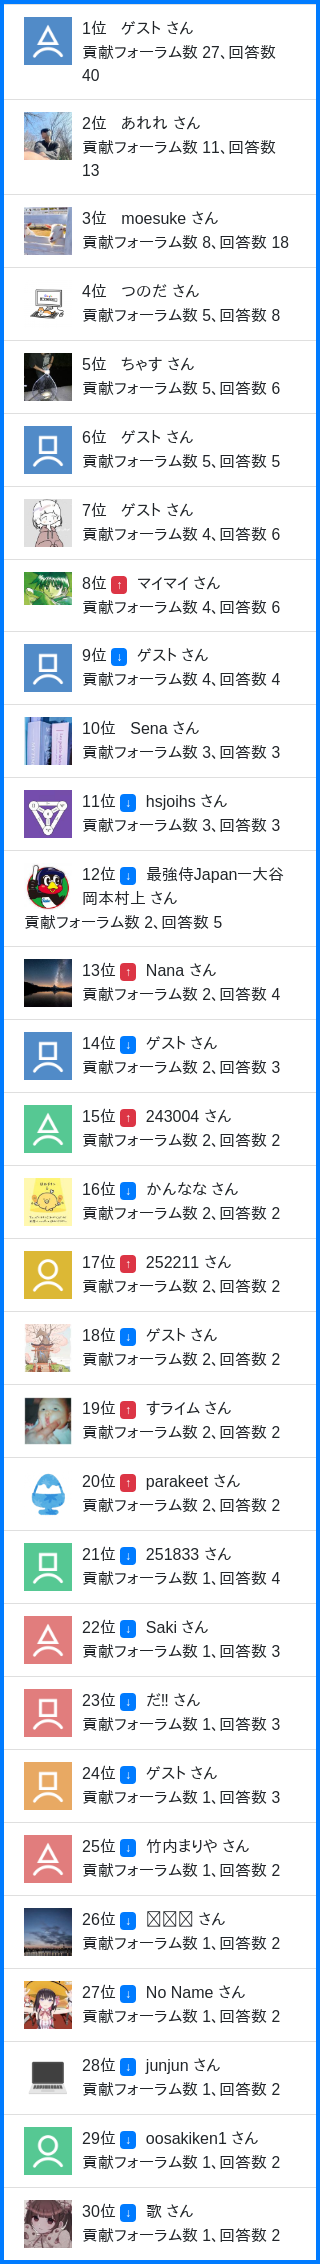 1位 ゲスト さん
貢献フォーラム数 27、回答数
40
2位 あれれ さん
貢献フォーラム数 11、回答数
13
3位 moesuke さん
貢献フォーラム数 8、回答数 18
4位 つのだ さん
貢献フォーラム数 5、回答数 8
5位 ちゃす さん
貢献フォーラム数 5、回答数 6
6位 ゲスト さん
貢献フォーラム数 5、回答数 5
7位 ゲスト さん
貢献フォーラム数 4、回答数 6
8位 ↑ マイマイ さん
貢献フォーラム数 4、回答数 6
9位 ↓ ゲスト さん
貢献フォーラム数 4、回答数 4
10位 Sena さん
貢献フォーラム数 3、回答数 3
11位 ↓ hsjoihs さん
貢献フォーラム数 3、回答数 3
12位 ↓ 最強侍Japan一大谷
岡本村上 さん
貢献フォーラム数 2、回答数 5
13位 ↑ Nana さん
貢献フォーラム数 2、回答数 4
14位 ↓ ゲスト さん
貢献フォーラム数 2、回答数 3
15位 ↑ 243004 さん
貢献フォーラム数 2、回答数 2
16位 ↓ かんなな さん
貢献フォーラム数 2、回答数 2
17位 ↑ 252211 さん
貢献フォーラム数 2、回答数 2
18位 ↓ ゲスト さん
貢献フォーラム数 2、回答数 2
19位 ↑ すライム さん
貢献フォーラム数 2、回答数 2
20位 ↑ parakeet さん
貢献フォーラム数 2、回答数 2
21位 ↓ 251833 さん
貢献フォーラム数 1、回答数 4
22位 ↓ Saki さん
貢献フォーラム数 1、回答数 3
23位 ↓ だ!! さん
貢献フォーラム数 1、回答数 3
24位 ↓ ゲスト さん
貢献フォーラム数 1、回答数 3
25位 ↓ 竹内まりや さん
貢献フォーラム数 1、回答数 2
26位 ↓ さん
貢献フォーラム数 1、回答数 2
27位 ↓ No Name さん
貢献フォーラム数 1、回答数 2
28位 ↓ junjun さん
貢献フォーラム数 1、回答数 2
29位 ↓ oosakiken1 さん
貢献フォーラム数 1、回答数 2
30位 ↓ 歌 さん
貢献フォーラム数 1、回答数 2